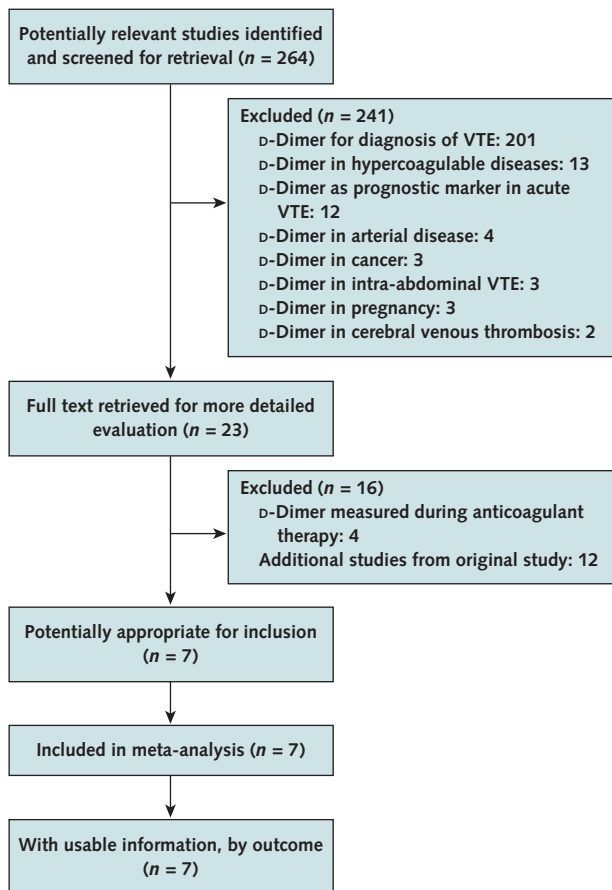 Potentially relevant studies identified
and screened for retrieval (n = 264)
Excluded (n = 241)
D-Dimer for diagnosis of VTE: 201
D-Dimer in hypercoagulable diseases: 13
D-Dimer as prognostic marker in acute
VTE: 12
D-Dimer in arterial disease: 4
D-Dimer in cancer: 3
D-Dimer in intra-abdominal VTE: 3
D-Dimer in pregnancy: 3
D-Dimer in cerebral venous thrombosis: 2
Full text retrieved for more detailed
evaluation (n = 23)
Excluded (n = 16)
D-Dimer measured during anticoagulant
therapy: 4
Additional studies from original study: 12
Potentially appropriate for inclusion
(n = 7)
Included in meta-analysis (n = 7)
With usable information, by outcome
(n = 7)